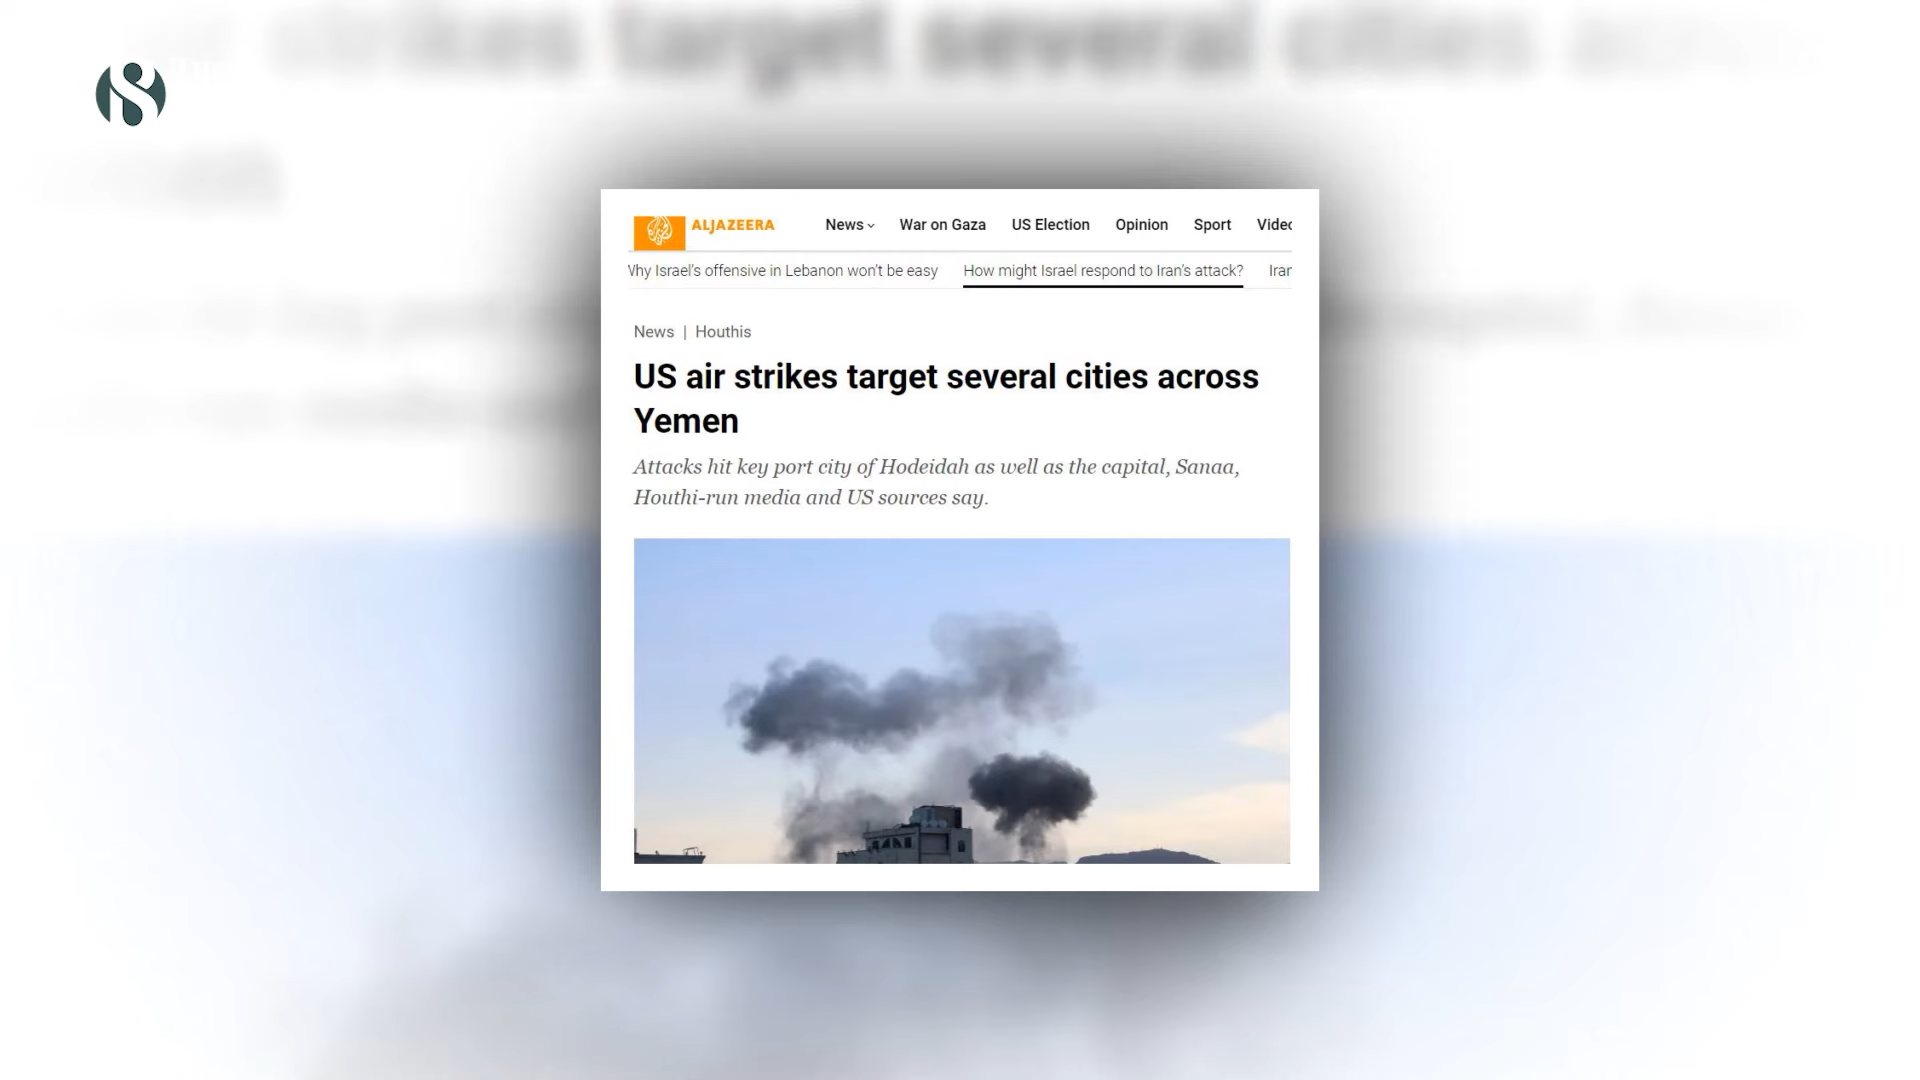 ALJAZEERA
News
War on Gaza
US Election
Opinion
Sport
Video
Why Israel's offensive in Lebanon won't be easy
How might Israel respond to Iran's attack?
News | Houthis
US air strikes target several cities across
Yemen
Attacks hit key port city of Hodeidah as well as the capital, Sanaa,
Houthi-run media and US sources say.